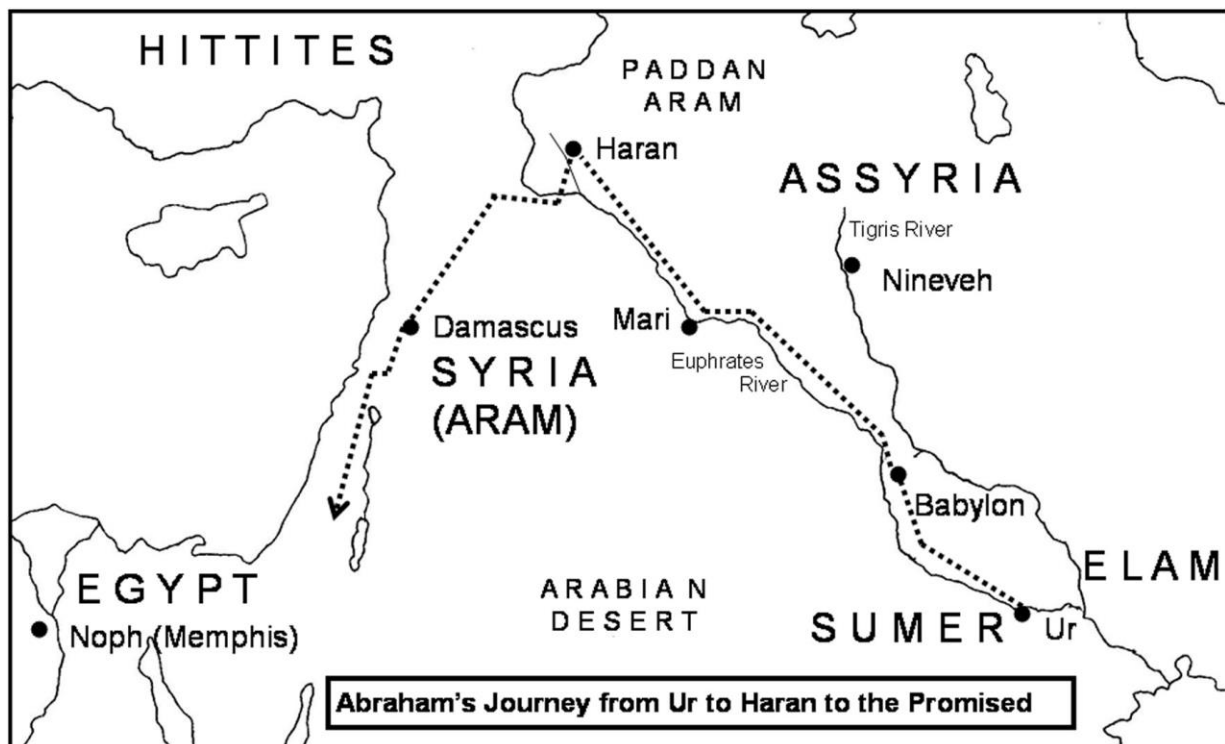 HITTITES
PADDAN
ARAM
Haran
ASSYRIA
Tigris River
Nineveh
Damascus
Mari
SYRIA
(ARAM)
Euphrates
River
Babylon
EGYPT
Noph (Memphis)
ARABIAN
DESERT
ELAM
SUMER
Ur
Abraham's Journey from Ur to Haran to the Promised